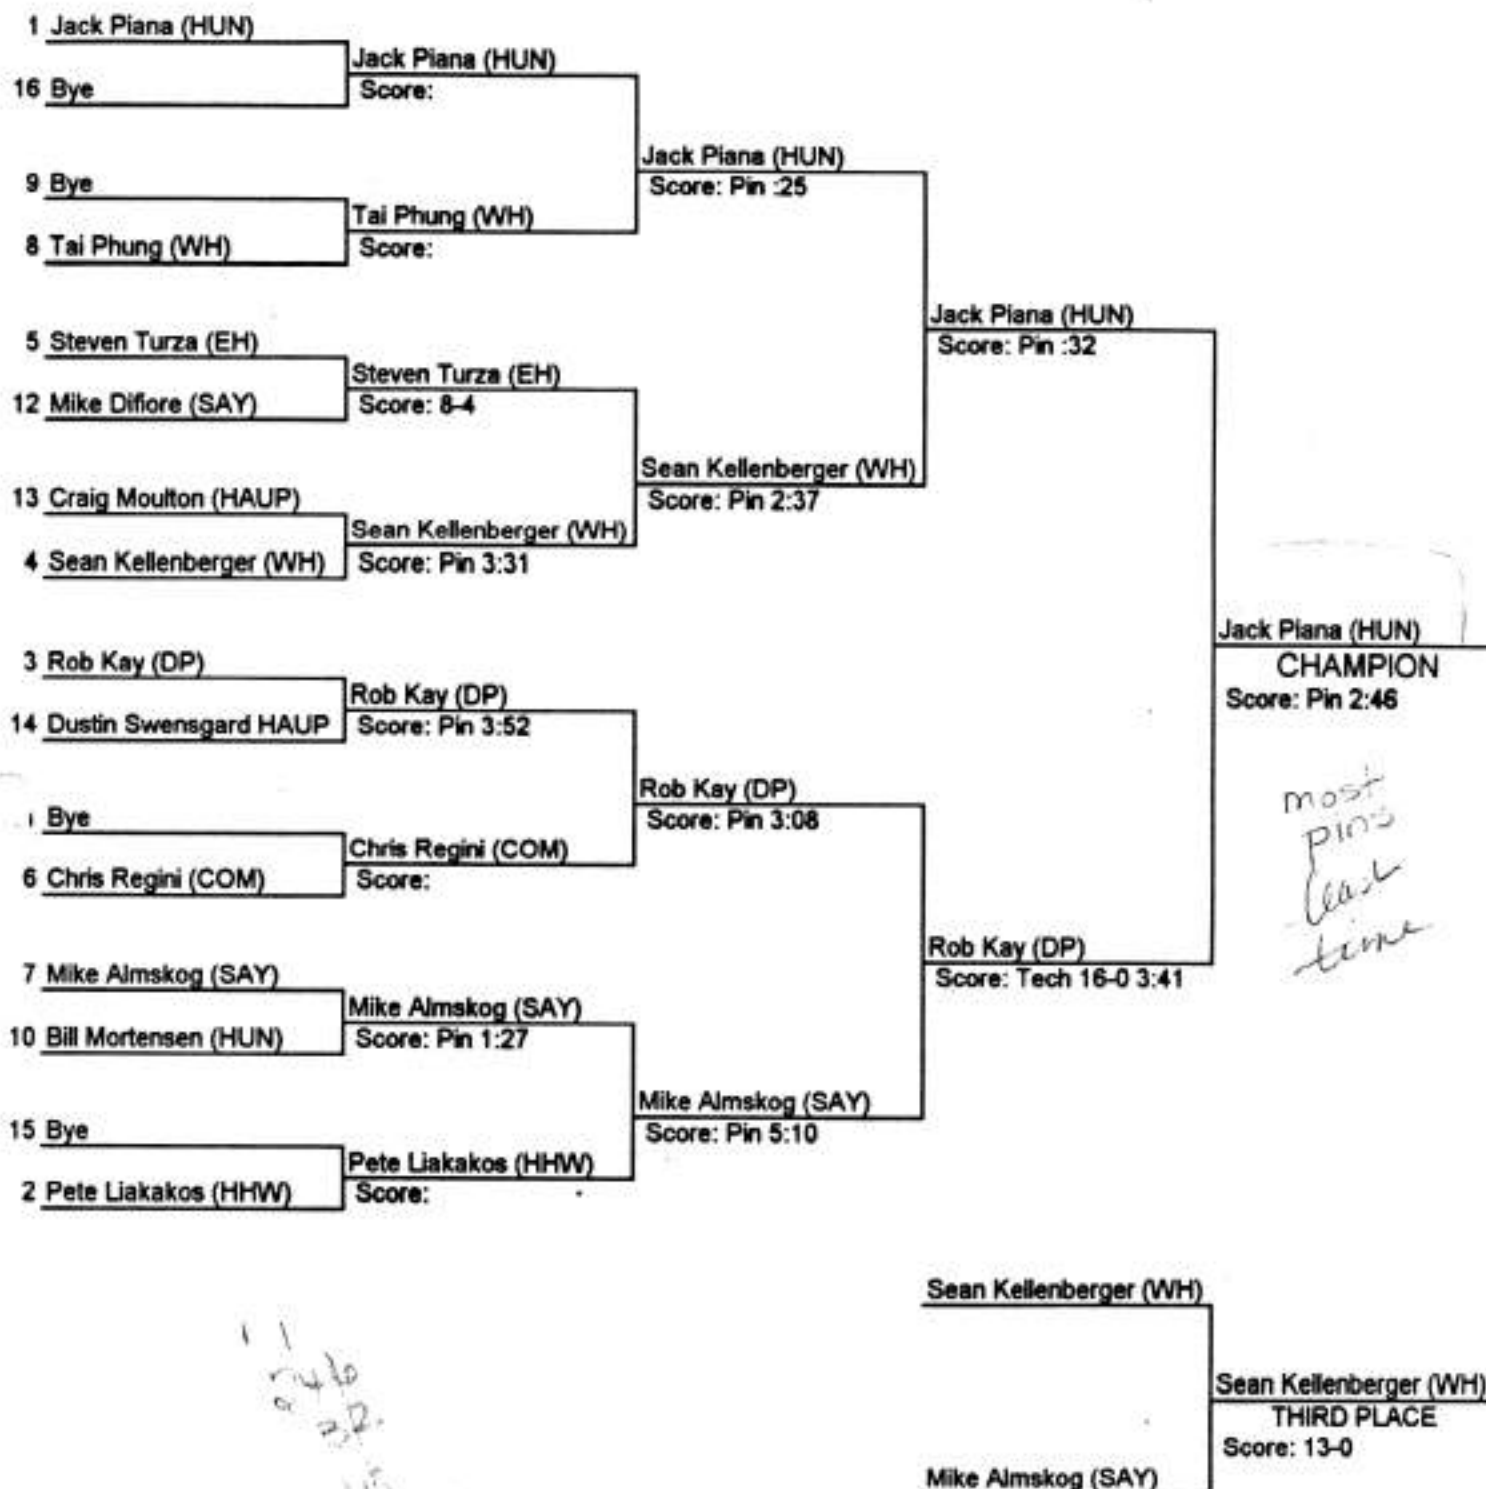 1 Jack Piana (HUN)
Jack Piana (HUN)
16 Bye
Score:
Jack Piana (HUN)
Score: Pin :25
9 Bye
Tai Phung (WH)
8 Tai Phung (WH)
Score:
Jack Piana (HUN)
Score: Pin :32
5 Steven Turza (EH)
Steven Turza (EH)
12 Mike Difiore (SAY)
Score: 8-4
Sean Kellenberger (WH)
Score: Pin 2:37
13 Craig Moulton (HAUP)
Sean Kellenberger (WH)
4 Sean Kellenberger (WH)
Score: Pin 3:31
Jack Piana (HUN)
CHAMPION
Score: Pin 2:46
most
pins
least
time
3 Rob Kay (DP)
Rob Kay (DP)
14 Dustin Swensgard HAUP
Score: Pin 3:52
Rob Kay (DP)
Score: Pin 3:08
Bye
Chris Regini (COM)
6 Chris Regini (COM)
Score:
Rob Kay (DP)
Score: Tech 16-0 3:41
7 Mike Almskog (SAY)
Mike Almskog (SAY)
10 Bill Mortensen (HUN)
Score: Pin 1:27
Mike Almskog (SAY)
Score: Pin 5:10
15 Bye
Pete Liakakos (HHW)
2 Pete Liakakos (HHW)
Score:
Sean Kellenberger (WH)
Sean Kellenberger (WH)
THIRD PLACE
Score: 13-0
Mike Almskog (SAY)